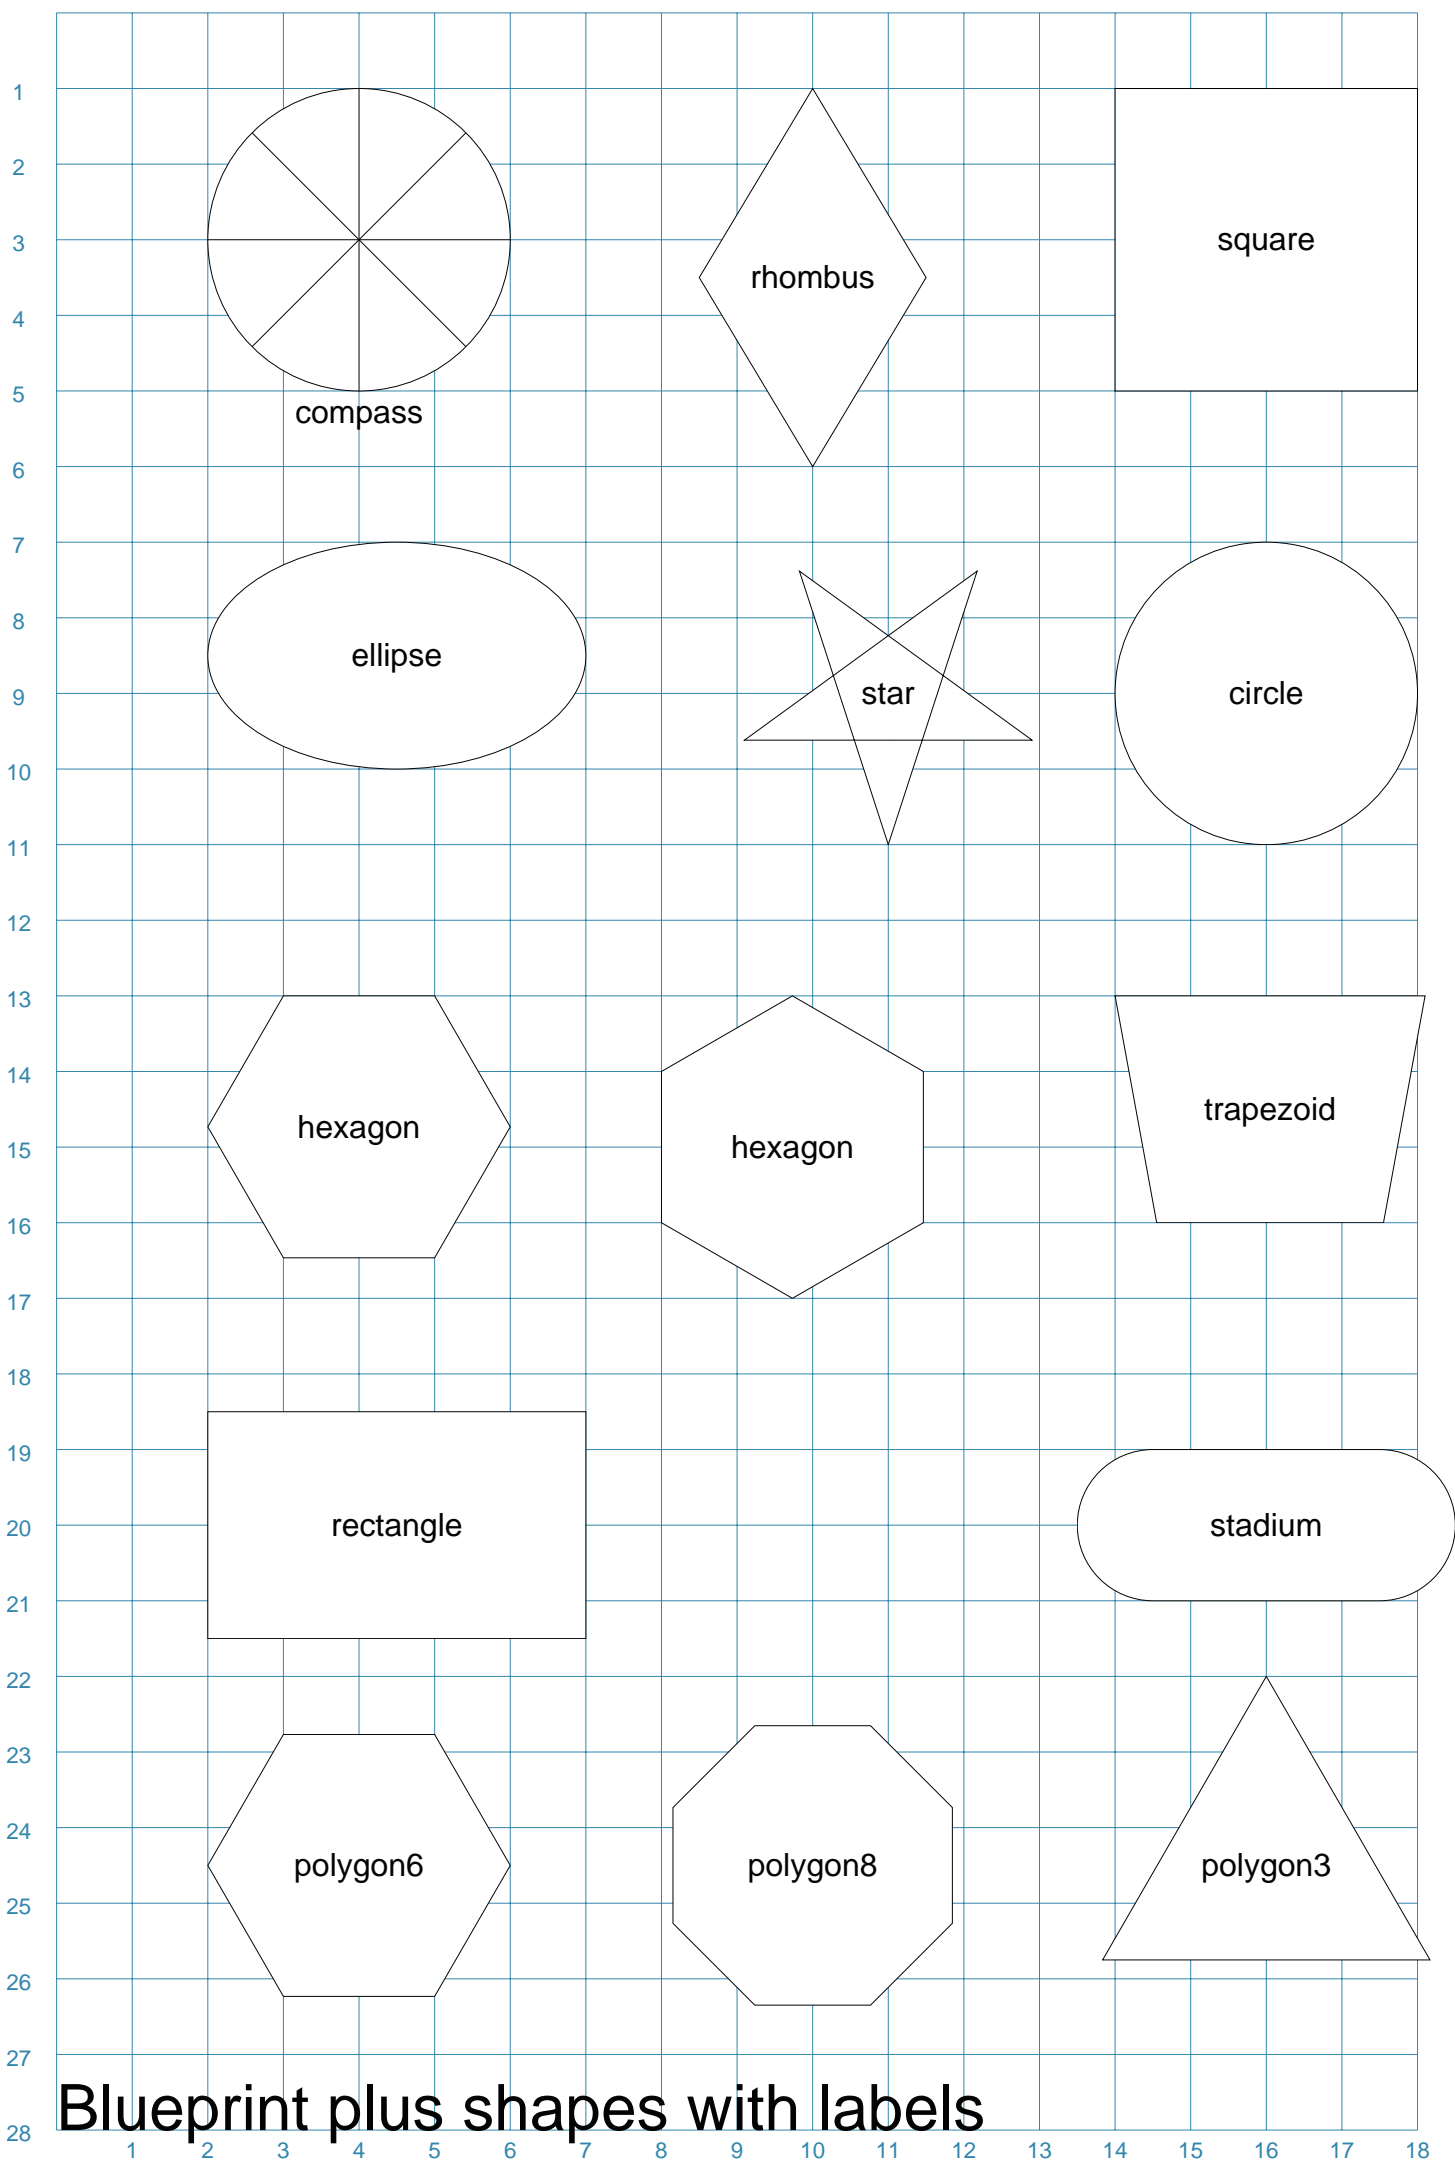 1
2
3
square
rhombus
4
5
compass
6
7
8
ellipse
star
circle
9
10
11
12
13
14
trapezoid
hexagon
hexagon
15
16
17
18
19
rectangle
stadium
20
21
22
23
24
polygon6
polygon8
polygon3
25
26
27
Blueprint plus shapes with labels
28
1 2 3 4 5 6 7 8 9 10 11 12 13 14 15 16 17 18